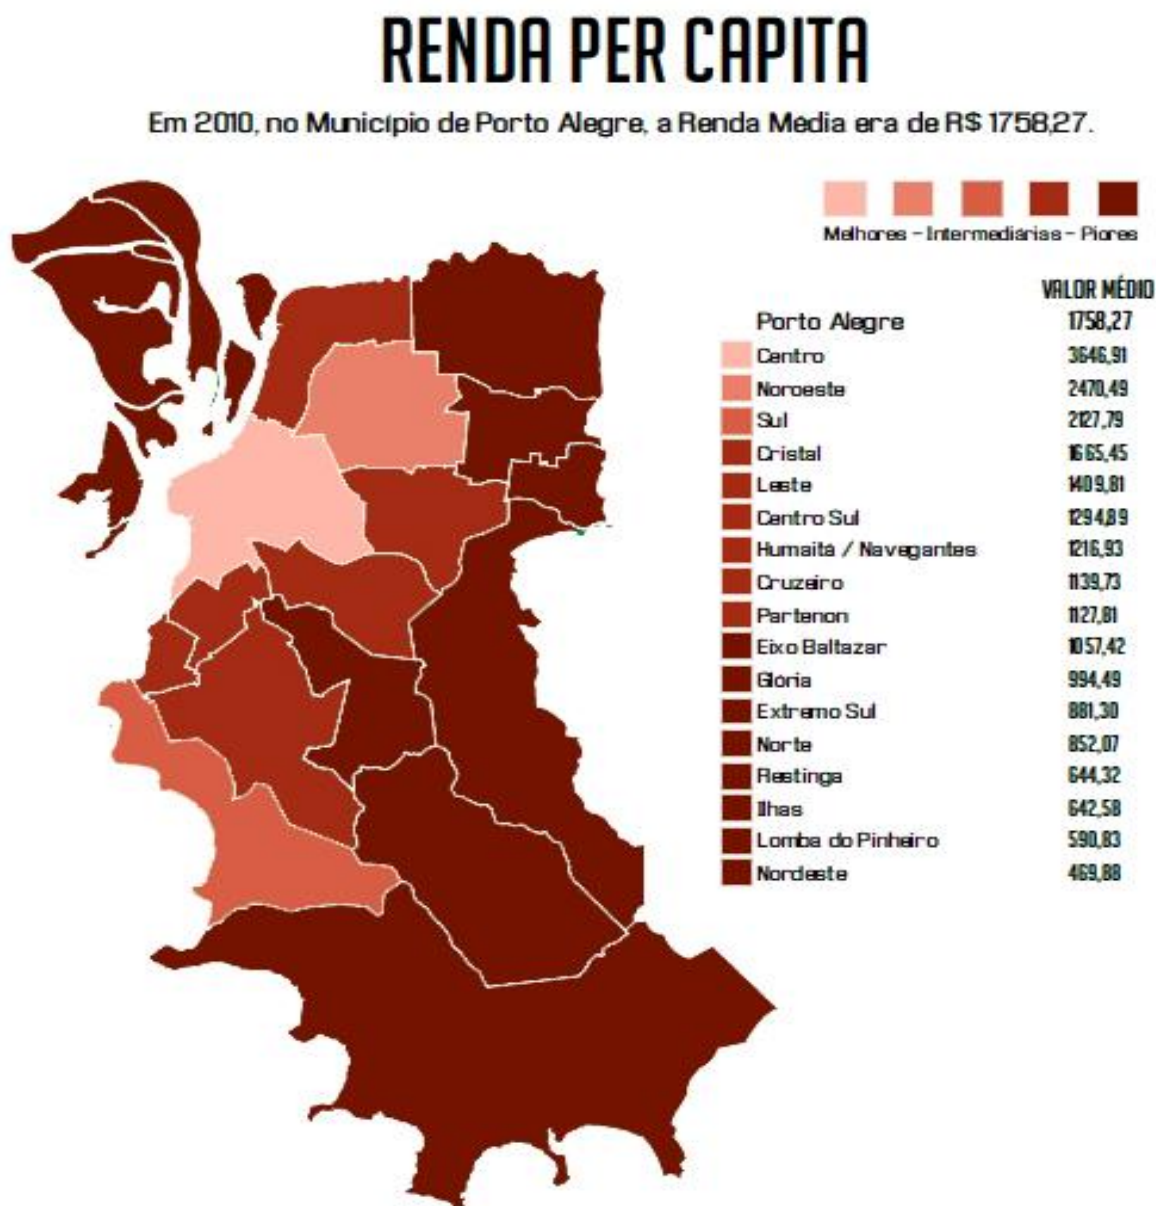 RENDA PER CAPITA
Em 2010, no Município de Porto Alegre, a Renda Média era de R$ 1758,27.
Melhores - Intermediárias - Piores
VALOR MÉDIO
Porto Alegre 1758,27
Centro 3646,91
Noroeste 2470,49
Sul 2127,79
Cristal 1665,45
Leste 1409,81
Centro Sul 1294,89
Humaitá / Navegantes 1216,93
Cruzeiro 1139,73
Partenon 1127,81
Eixo Baltazar 1057,42
Glória 994,49
Extremo Sul 881,30
Norte 852,07
Restinga 644,32
Ilhas 642,58
Lomba do Pinheiro 590,83
Nordeste 469,88